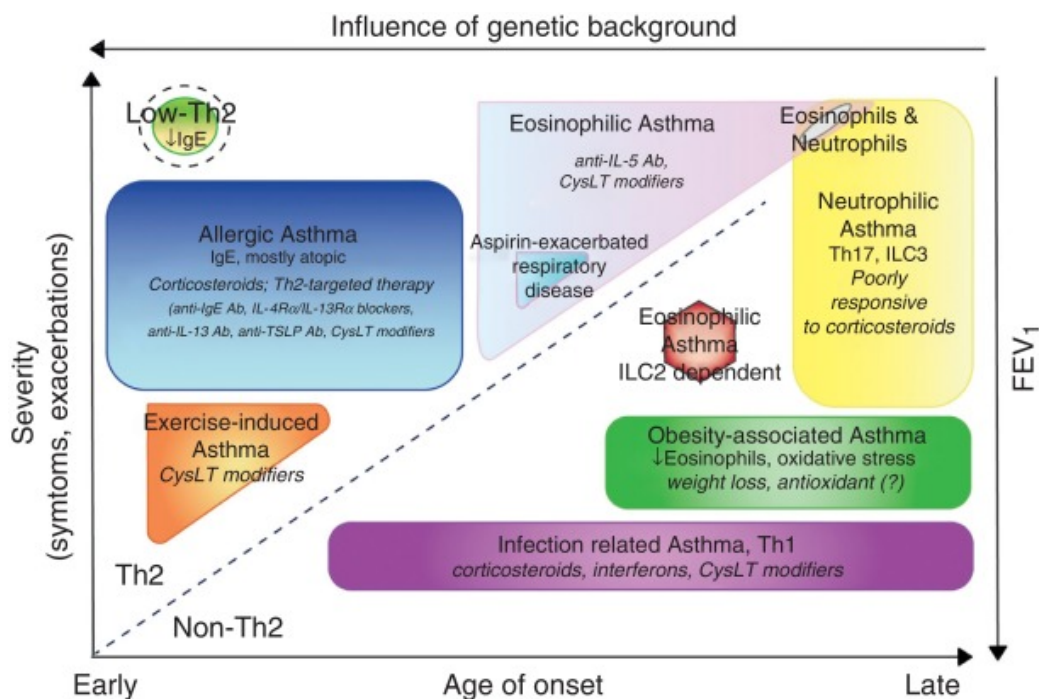 Influence of genetic background
Low-Th2
↓IgE
Eosinophilic Asthma
anti-IL-5 Ab,
CysLT modifiers
Eosinophils &
Neutrophils
Allergic Asthma
IgE, mostly atopic
Corticosteroids; Th2-targeted therapy
(anti-IgE Ab, IL-4Rα/IL-13Rα blockers,
anti-IL-13 Ab, anti-TSLP Ab, CysLT modifiers
Aspirin-exacerbated
respiratory
disease
Neutrophilic
Asthma
Th17, ILC3
Poorly
responsive
to corticosteroids
Eosinophilic
Asthma
ILC2 dependent
Severity
(symtoms, exacerbations)
FEV1
Exercise-induced
Asthma
CysLT modifiers
Obesity-associated Asthma
↓Eosinophils, oxidative stress
weight loss, antioxidant (?)
Infection related Asthma, Th1
corticosteroids, interferons, CysLT modifiers
Th2
Non-Th2
Early
Age of onset
Late